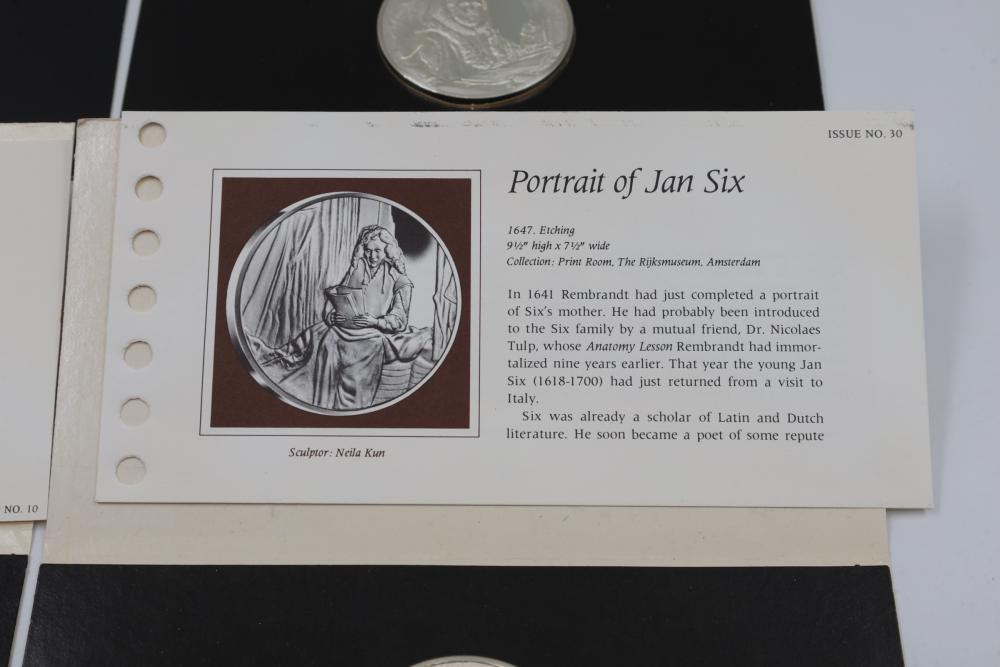 ISSUE NO. 30
Portrait of Jan Six
1647. Etching
9½" high x 7½" wide
Collection: Print Room, The Rijksmuseum, Amsterdam
In 1641 Rembrandt had just completed a portrait
of Six's mother. He had probably been introduced
to the Six family by a mutual friend, Dr. Nicolaes
Tulp, whose Anatomy Lesson Rembrandt had immor-
talized nine years earlier. That year the young Jan
Six (1618-1700) had just returned from a visit to
Italy.
Six was already a scholar of Latin and Dutch
literature. He soon became a poet of some repute
Sculptor: Neila Kun
NO. 10